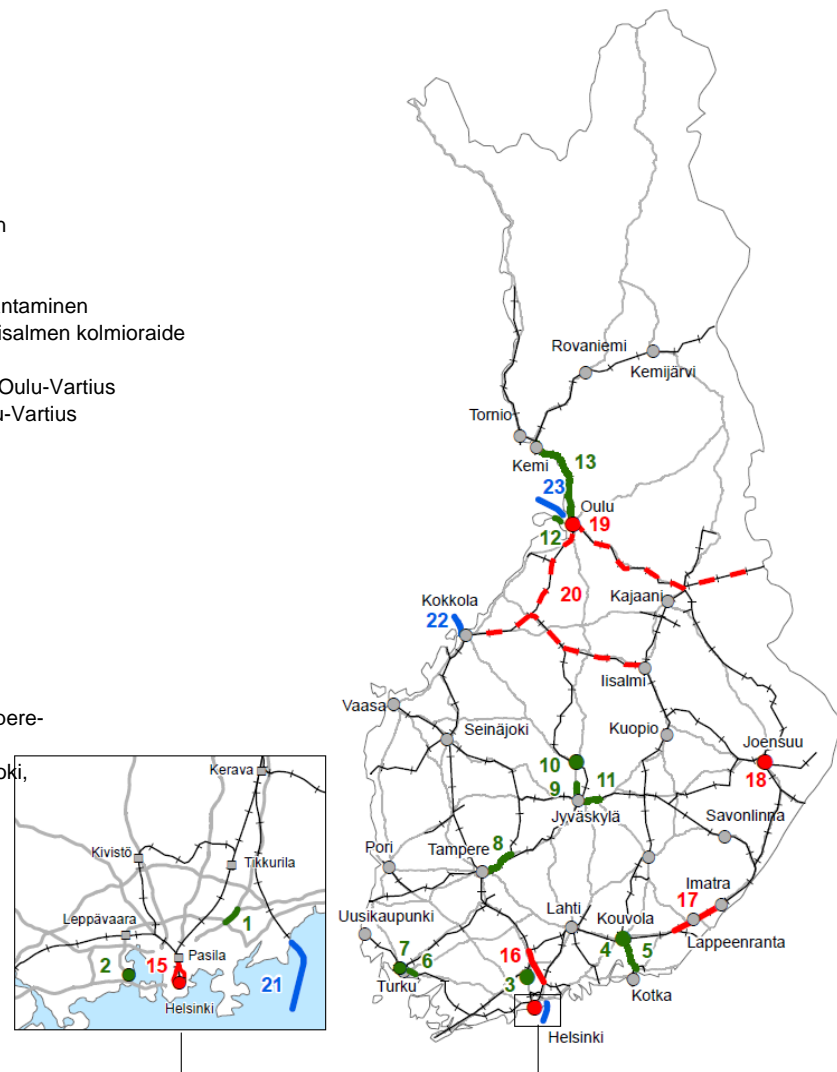 n
ntaminen
isalmen kolmioraide
Oulu-Vartius
u-Vartius
pere-
oki,
Rovaniemi
Kemijärvi
Tornio
Kemi
13
23
Oulu
19
12
20
Kajaani
Kokkola
22
Iisalmi
Vaasa
Seinäjoki
Kuopio
Joensuu
10
18
9
11
Jyväskylä
Savonlinna
8
Pori
Tampere
Imatra
17
Uusikaupunki
Lahti
Kouvola
Lappeenranta
7
6
16
4
5
Turku
3
Kotka
Helsinki
Kerava
Kivistö
Tikkurila
Leppävaara
1
2
15
Pasila
21
Helsinki